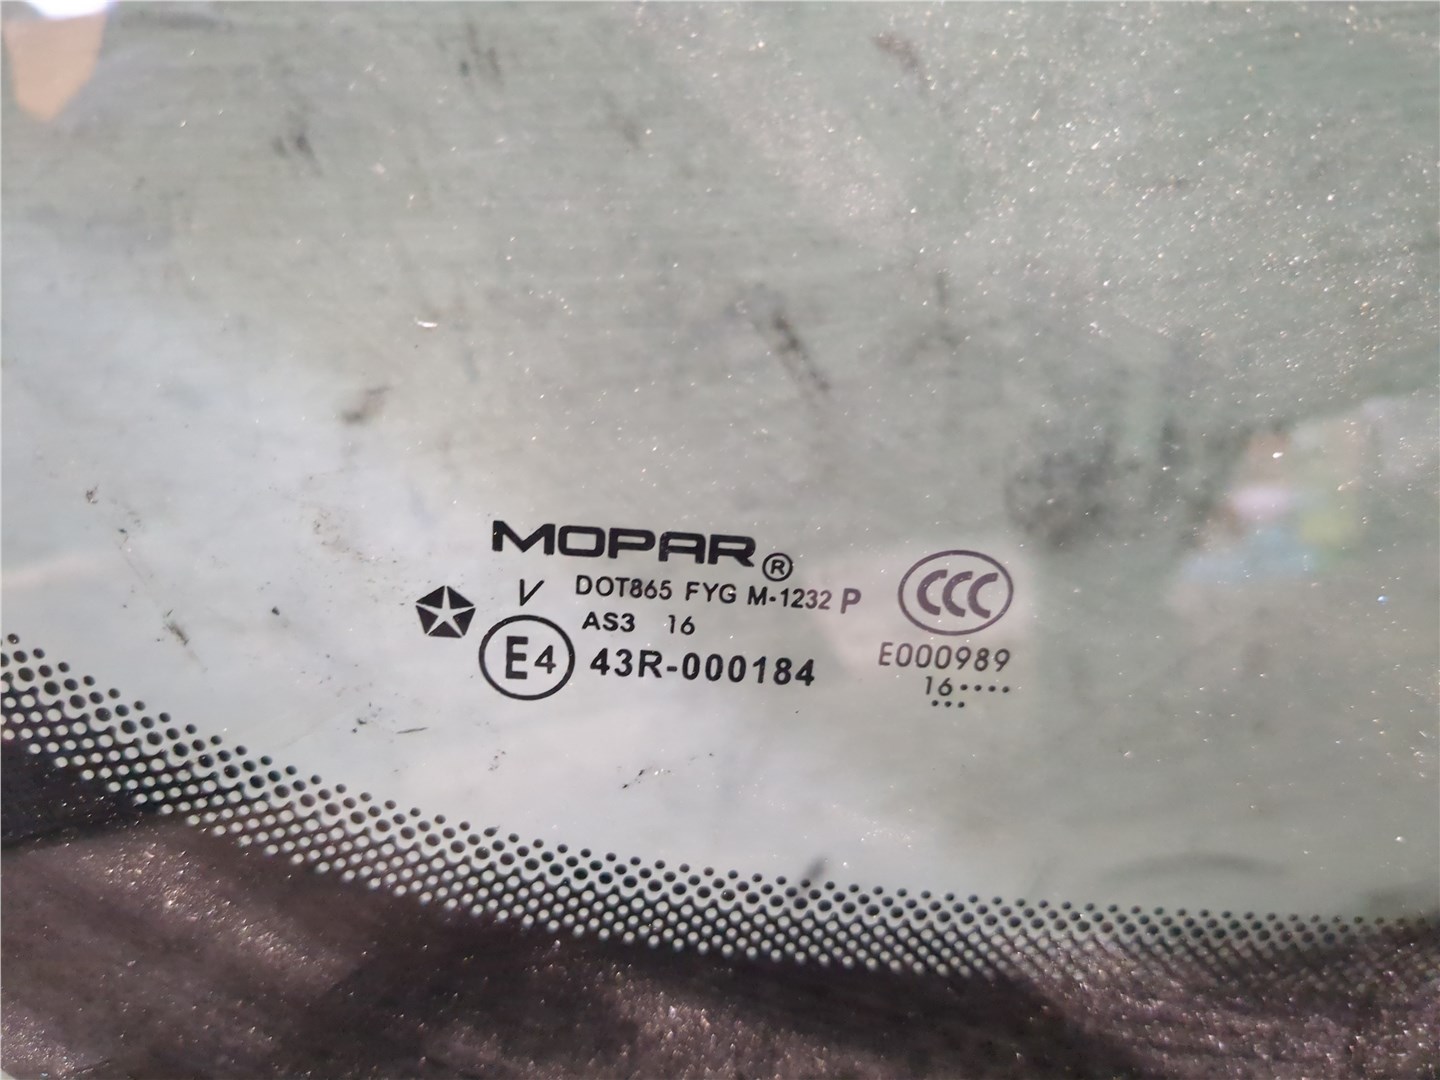 MOPAR®
V DOT865 FYG M-1232 P
AS3 16
E4 43R-000184
CCC
E000989
16••••
•••